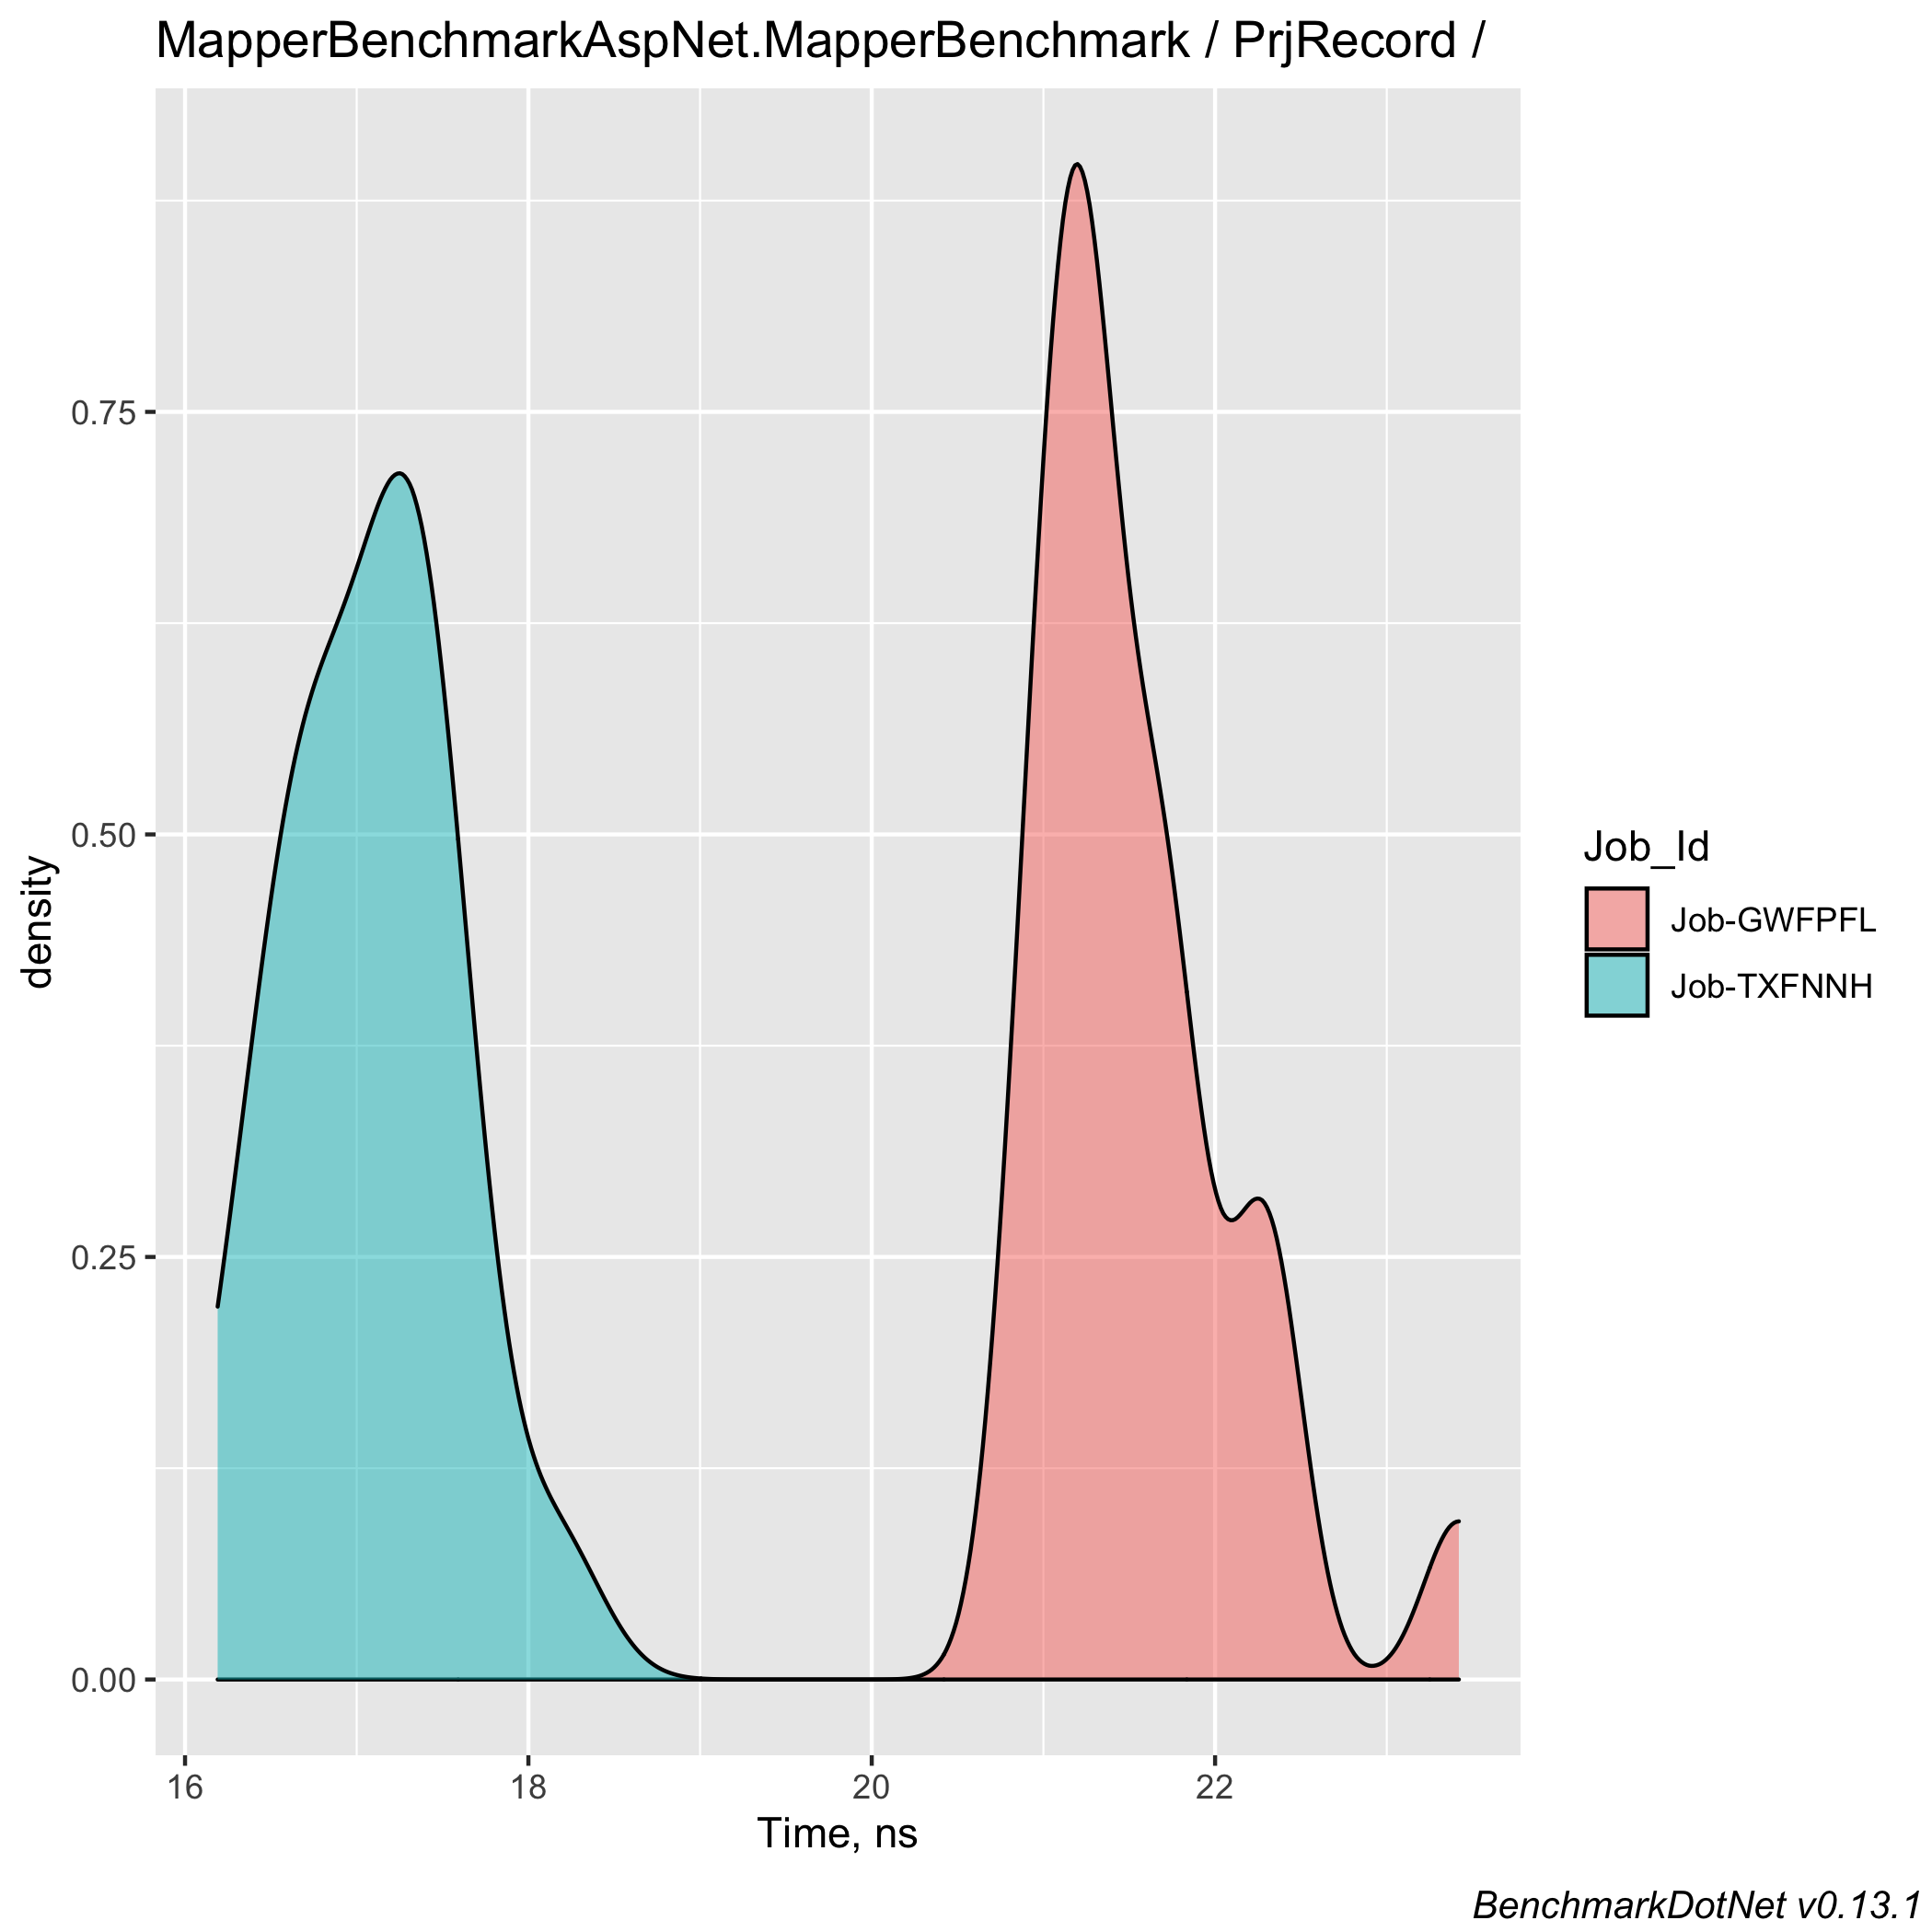 MapperBenchmarkAspNet.MapperBenchmark / PrjRecord /
density
0.75
0.50
0.25
0.00
16 18 20 22
Time, ns
Job_Id
Job-GWFPFL
Job-TXFNNH
BenchmarkDotNet v0.13.1